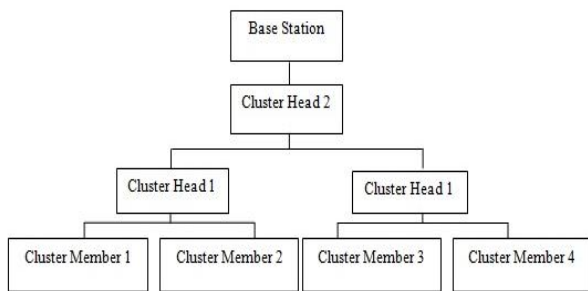 Base Station
Cluster Head 2
Cluster Head 1
Cluster Head 1
Cluster Member 1
Cluster Member 2
Cluster Member 3
Cluster Member 4